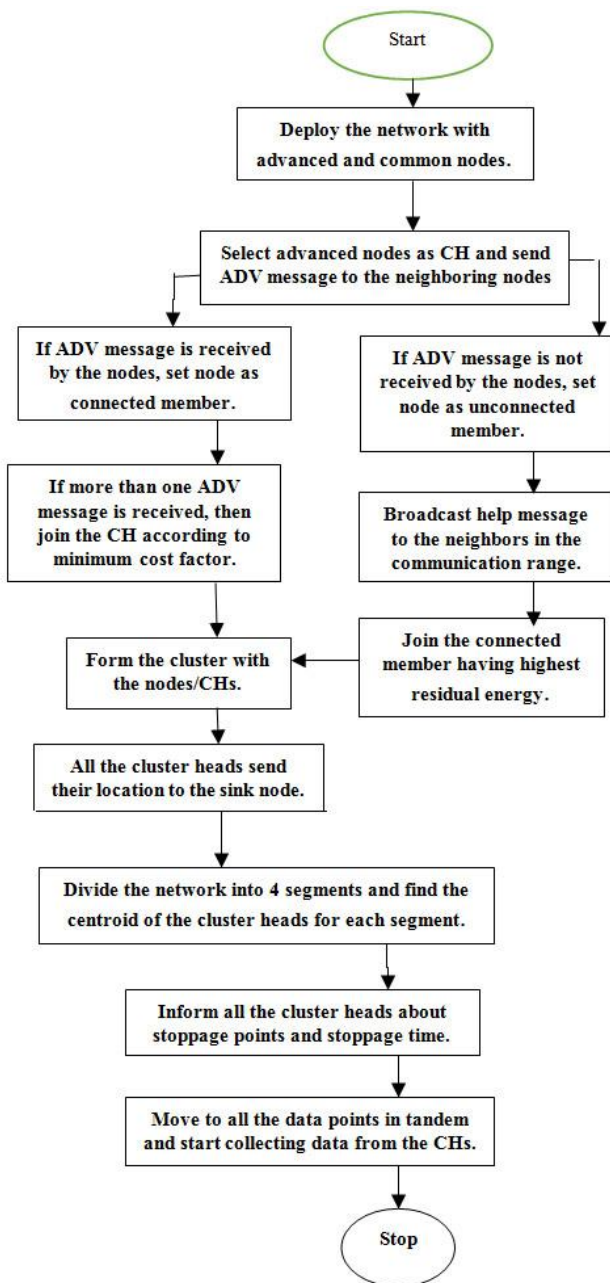 Start
Deploy the network with
advanced and common nodes.
Select advanced nodes as CH and send
ADV message to the neighboring nodes
If ADV message is received
by the nodes, set node as
connected member.
If more than one ADV
message is received, then
join the CH according to
minimum cost factor.
If ADV message is not
received by the nodes, set
node as unconnected
member.
Broadcast help message
to the neighbors in the
communication range.
Join the connected
member having highest
residual energy.
Form the cluster with
the nodes/CHs.
All the cluster heads send
their location to the sink node.
Divide the network into 4 segments and find the
centroid of the cluster heads for each segment.
Inform all the cluster heads about
stoppage points and stoppage time.
Move to all the data points in tandem
and start collecting data from the CHs.
Stop